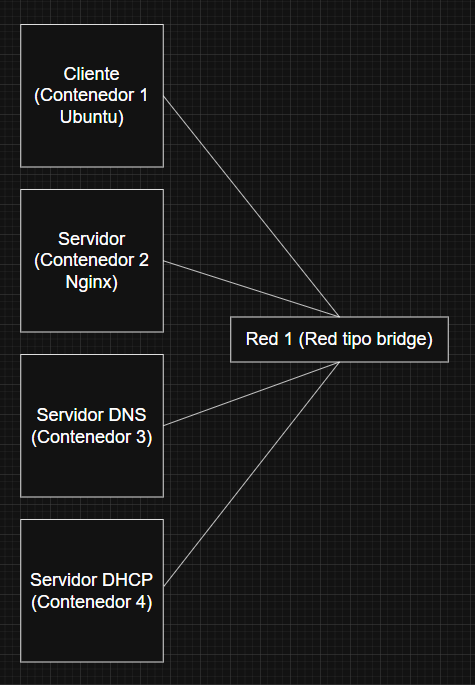 Cliente
(Contenedor 1
Ubuntu)
Servidor
(Contenedor 2
Nginx)
Red 1 (Red tipo bridge)
Servidor DNS
(Contenedor 3)
Servidor DHCP
(Contenedor 4)